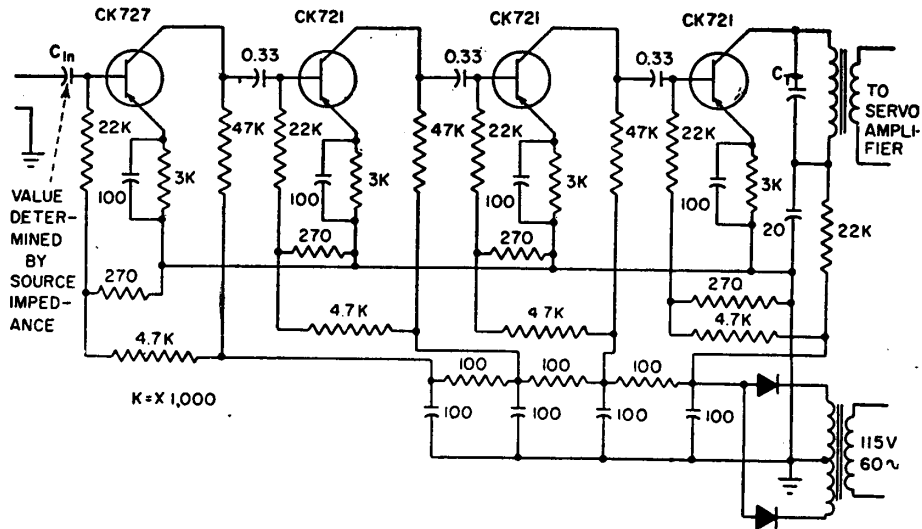 CK727
CK721
CK721
CK721
Cin
0.33
0.33
0.33
CT
TO
SERVO
AMPLI-
FIER
22K
47K
22K
47K
22K
47K
22K
100
3K
100
3K
100
3K
100
3K
VALUE
DETER-
MINED
BY
SOURCE
IMPED-
ANCE
20
22K
270
270
270
270
4.7K
4.7K
4.7K
4.7K
100
100
100
K=X 1,000
100
100
100
100
115V
60~